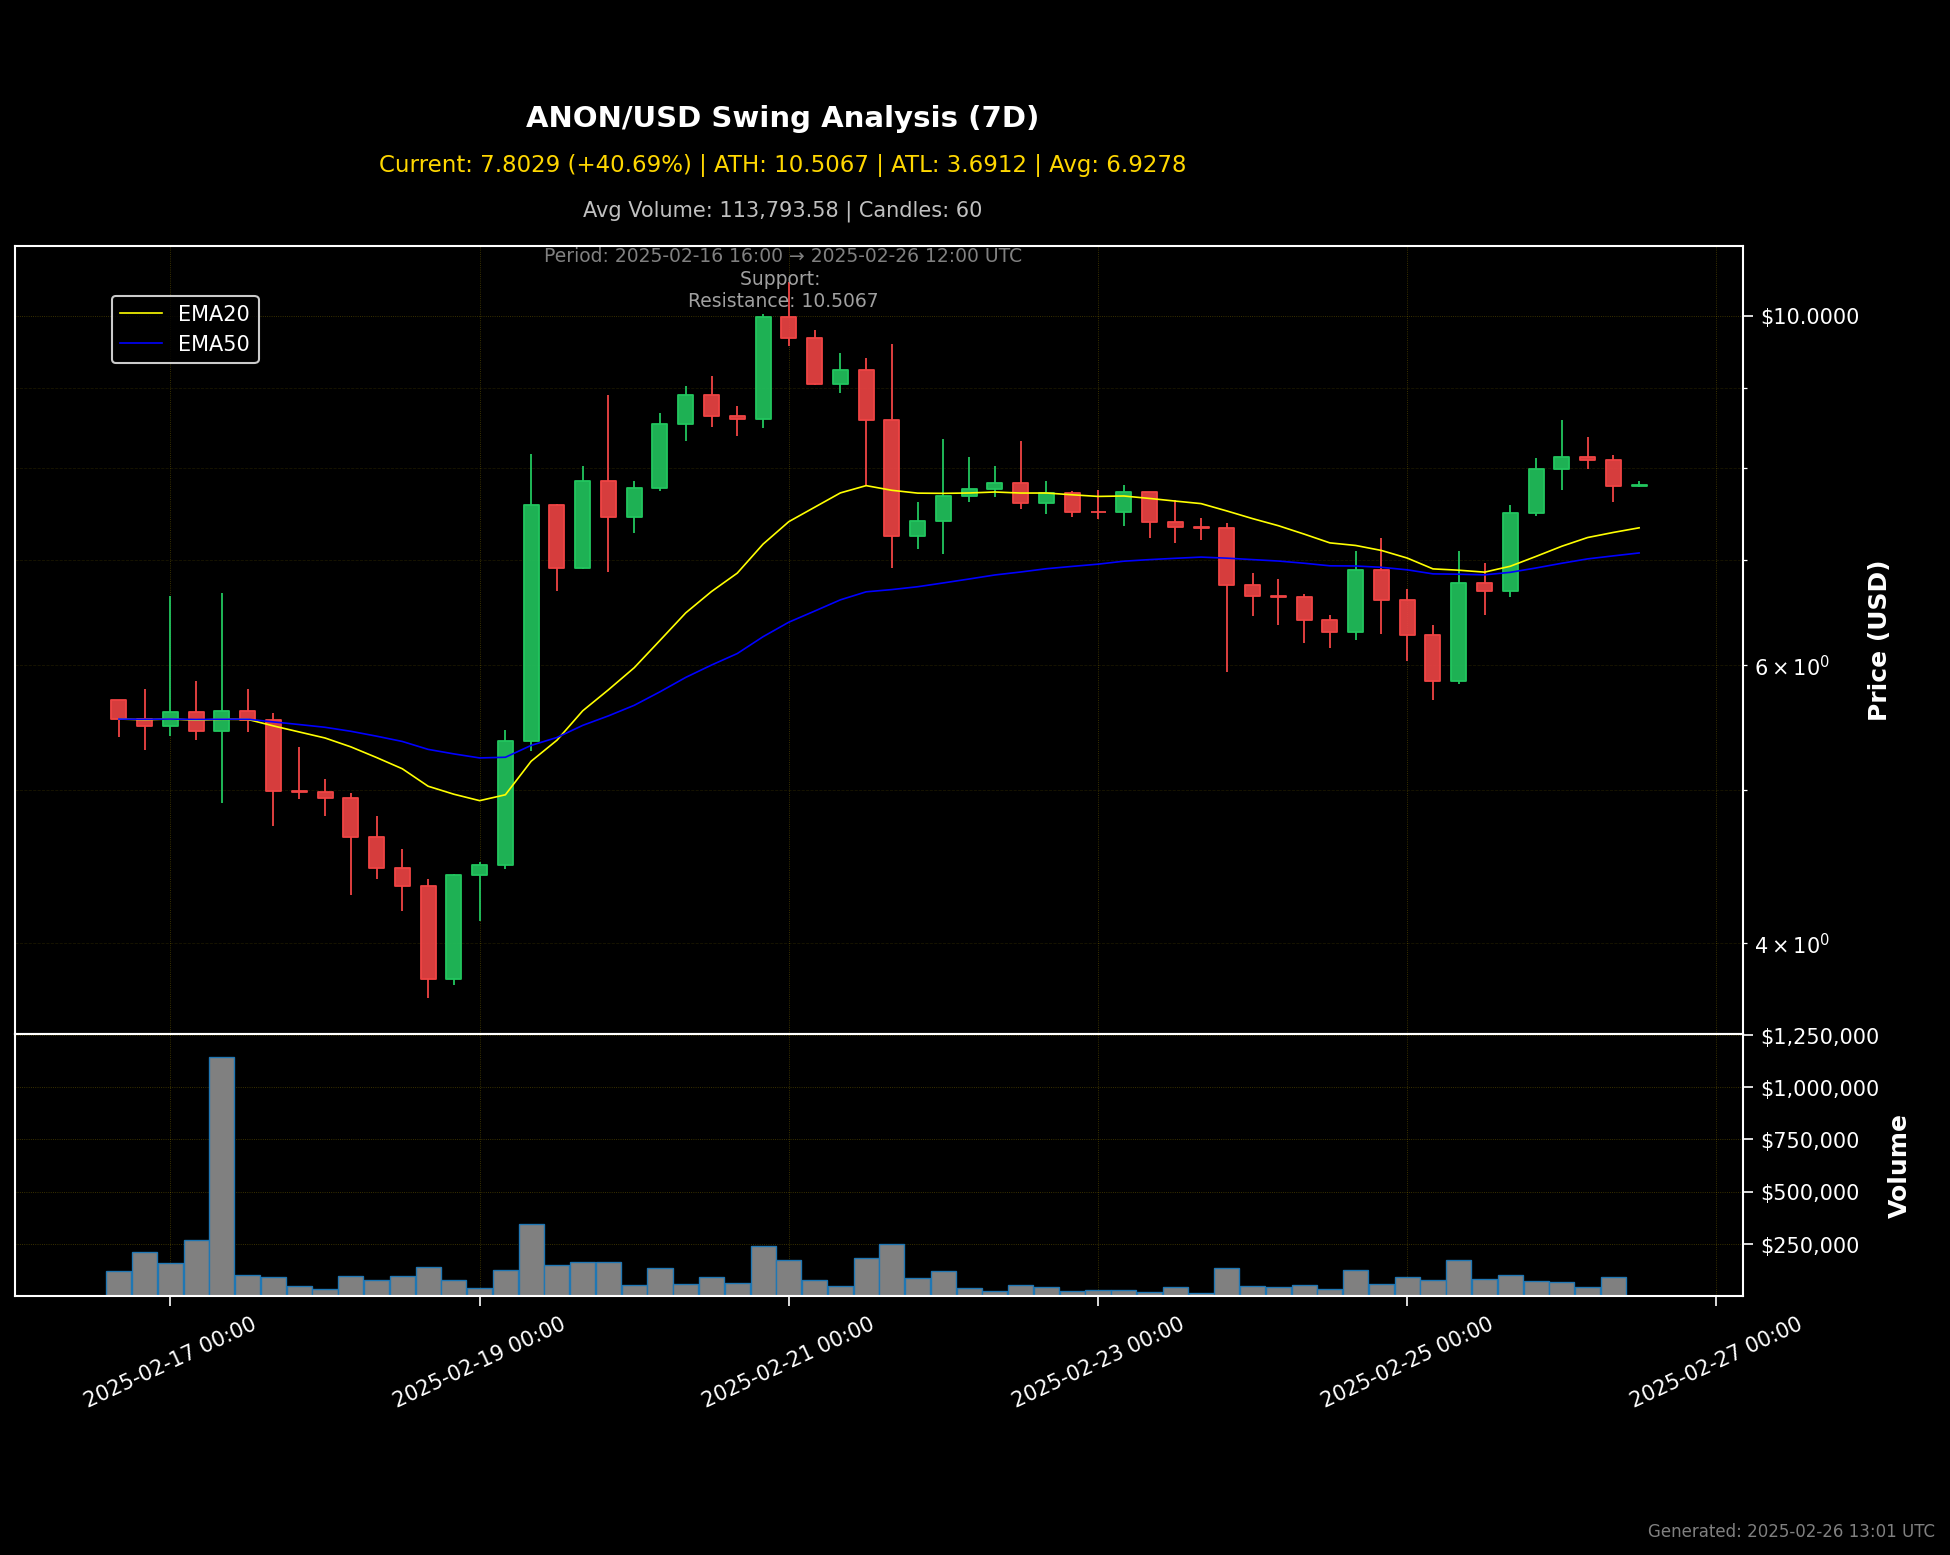 ANON/USD Swing Analysis (7D)
Current: 7.8029 (+40.69%) | ATH: 10.5067 | ATL: 3.6912 | Avg: 6.9278
Avg Volume: 113,793.58 | Candles: 60
Period: 2025-02-16 16:00 → 2025-02-26 12:00 UTC
Support:
Resistance: 10.5067
EMA20
EMA50
$10.0000
6 × 10⁰
4 × 10⁰
Price (USD)
$1,250,000
$1,000,000
$750,000
$500,000
$250,000
Volume
2025-02-17 00:00
2025-02-19 00:00
2025-02-21 00:00
2025-02-23 00:00
2025-02-25 00:00
2025-02-27 00:00
Generated: 2025-02-26 13:01 UTC